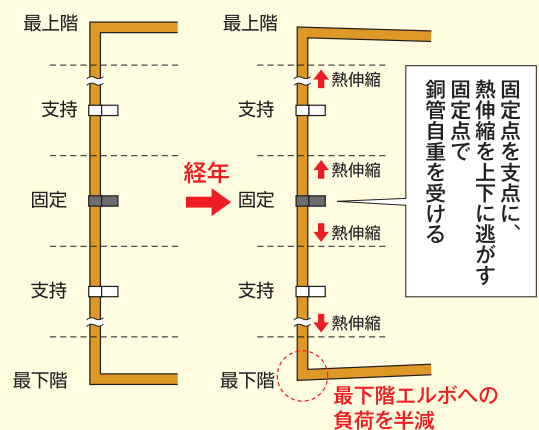 最上階
支持
固定
支持
最下階
経年
最上階
熱伸縮
支持
熱伸縮
固定
熱伸縮
支持
熱伸縮
最下階
固定点を支点に、
熱伸縮を上下に逃がす
固定点で
銅管自重を受ける
最下階エルボへの
負荷を半減